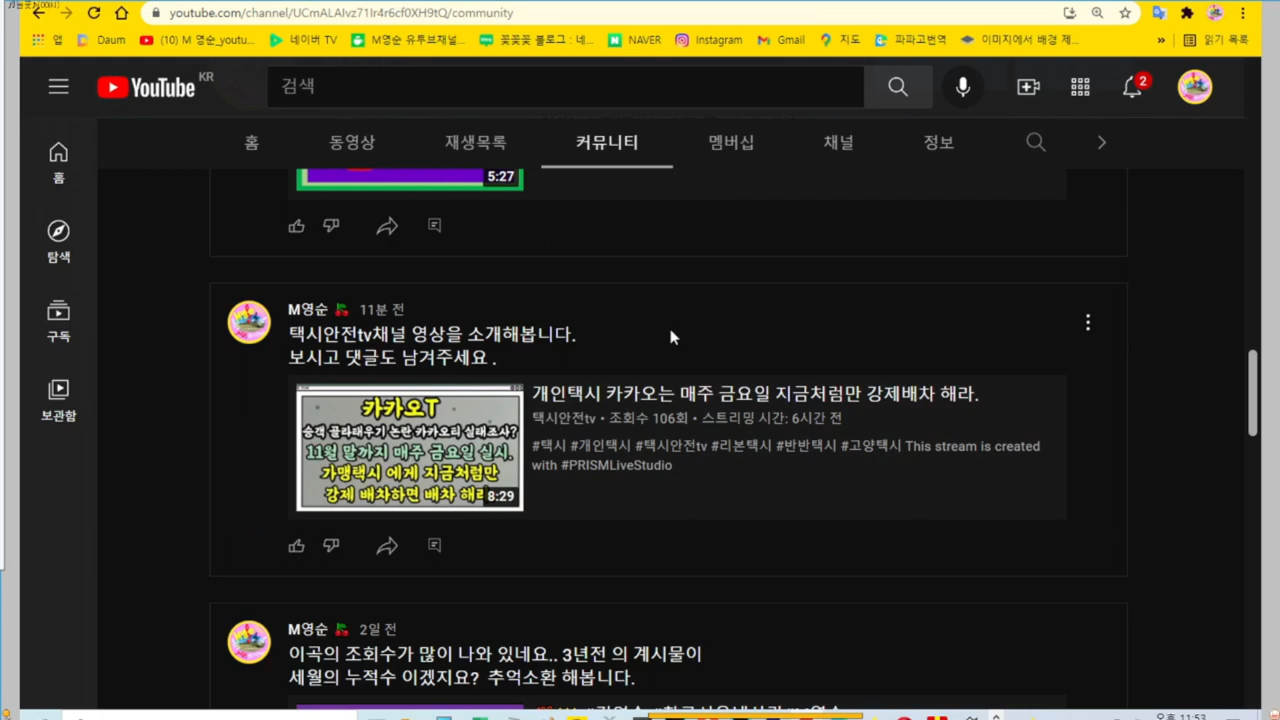 youtube.com/channel/UCmALAIvz71Ir4r6cf0XH9tQ/community
앱 Daum (10) M 영순_youtu... 네이버 TV M영순 유투브채널... 꽃꽃꽃 블로그 : 네... NAVER Instagram Gmail 지도 파파고번역 이미지에서 배경 제... » 읽기 목록
YouTube KR 검색 2
홈 동영상 재생목록 커뮤니티 멤버십 채널 정보
홈
탐색
구독
보관함
5:27
M영순🍒 11분 전
택시안전tv채널 영상을 소개해봅니다.
보시고 댓글도 남겨주세요 .
카카오T
승객 골라태우기 논란 카카오티 실태조사?
11월 말까지 매주 금요일 실시.
가맹택시 에게 지금처럼만
강제 배차하면 배차 해라
8:29
개인택시 카카오는 매주 금요일 지금처럼만 강제배차 해라.
택시안전tv • 조회수 106회 • 스트리밍 시간: 6시간 전
#택시 #개인택시 #택시안전tv #리본택시 #반반택시 #고양택시 This stream is created
with #PRISMLiveStudio
M영순🍒 2일 전
이곡의 조회수가 많이 나와 있네요.. 3년전 의 계시물이
세월의 누적수 이겠지요? 추억소환 해봅니다.
오후 11:53